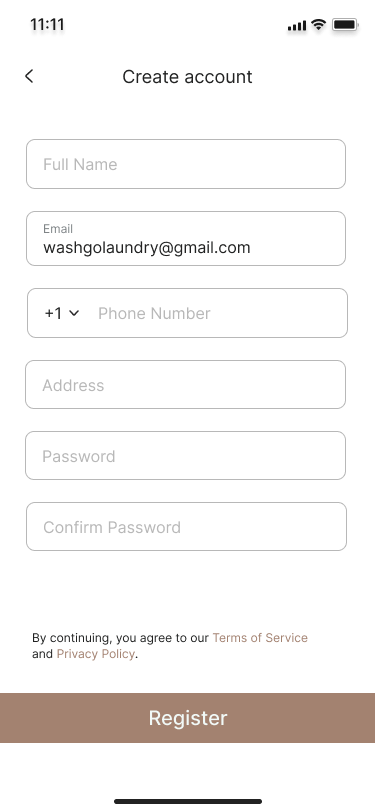 11:11
Create account
Full Name
Email
washgolaundry@gmail.com
+1 Phone Number
Address
Password
Confirm Password
By continuing, you agree to our Terms of Service
and Privacy Policy.
Register